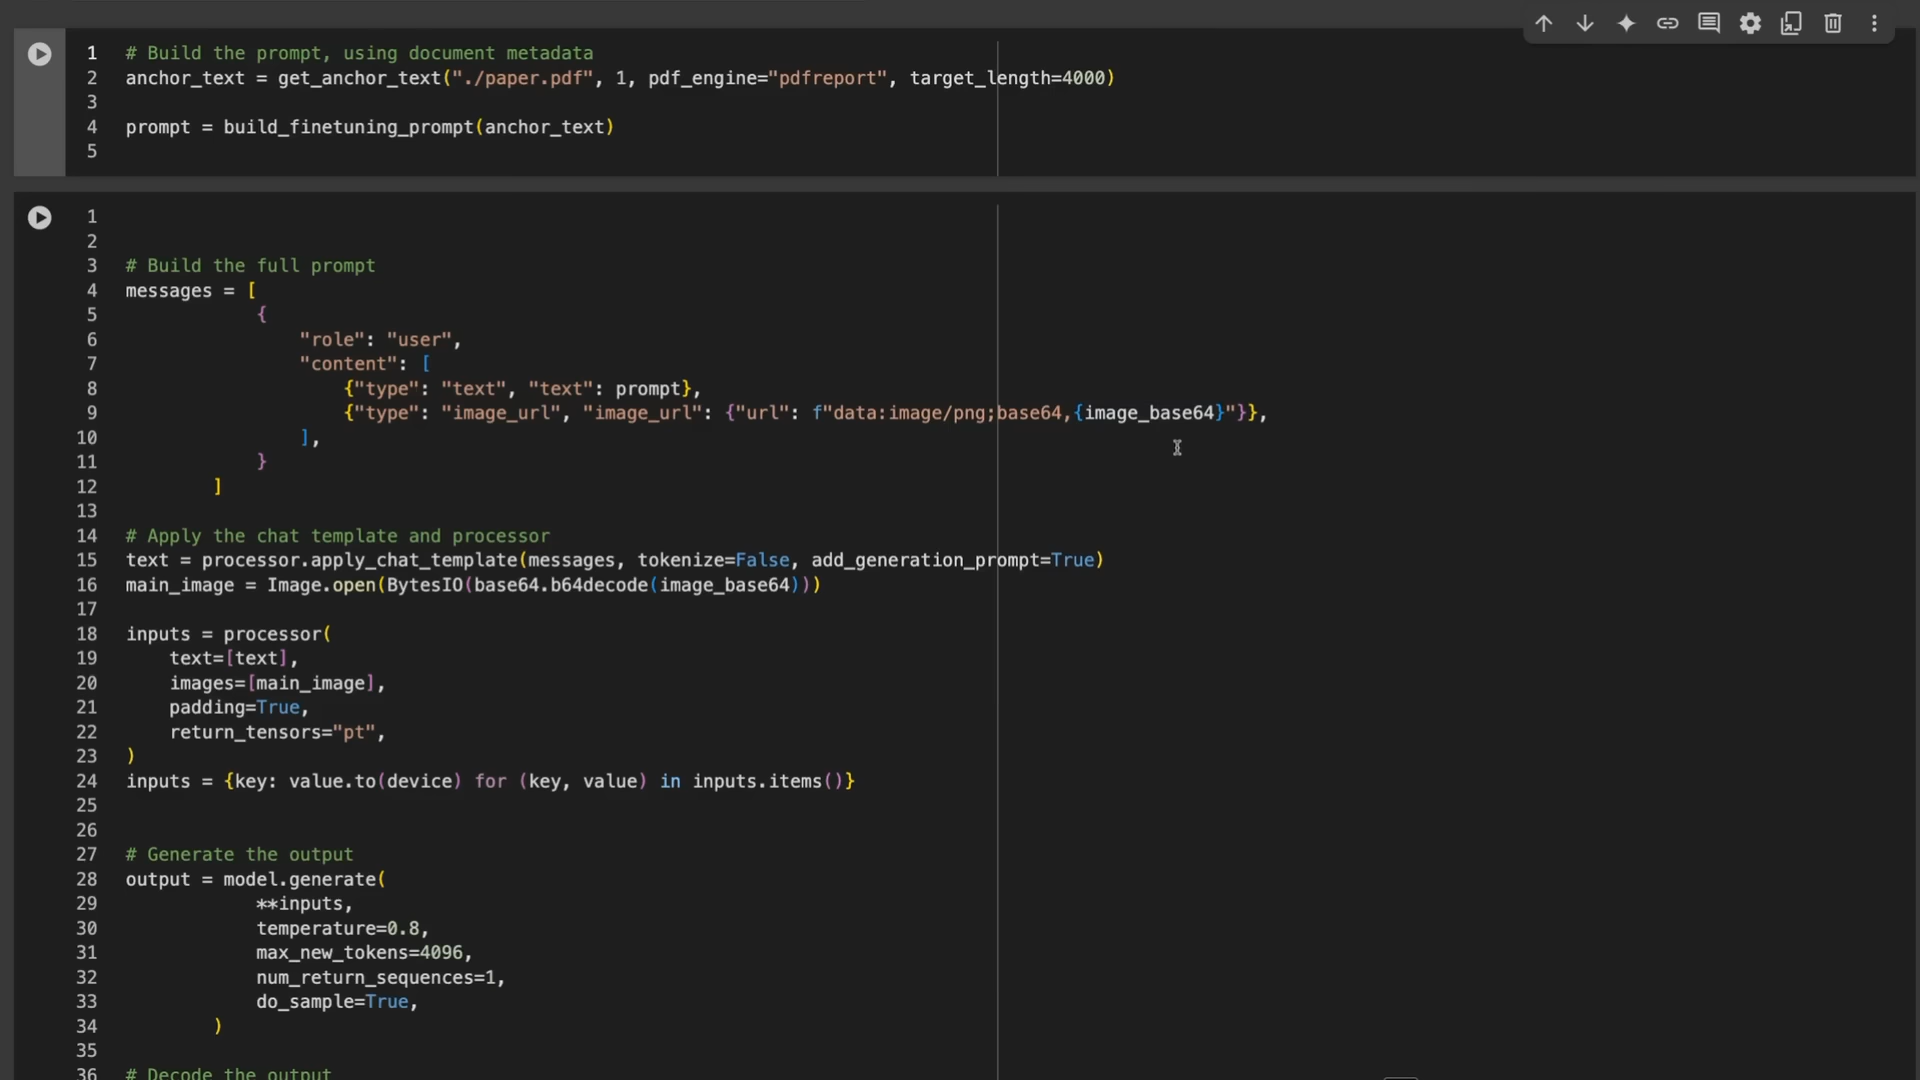 1 # Build the prompt, using document metadata
2 anchor_text = get_anchor_text("./paper.pdf", 1, pdf_engine="pdfreport", target_length=4000)
3
4 prompt = build_finetuning_prompt(anchor_text)
5
1
2
3 # Build the full prompt
4 messages = [
5 {
6 "role": "user",
7 "content": [
8 {"type": "text", "text": prompt},
9 {"type": "image_url", "image_url": {"url": f"data:image/png;base64,{image_base64}"}},
10 ],
11 }
12 ]
13
14 # Apply the chat template and processor
15 text = processor.apply_chat_template(messages, tokenize=False, add_generation_prompt=True)
16 main_image = Image.open(BytesIO(base64.b64decode(image_base64)))
17
18 inputs = processor(
19 text=[text],
20 images=[main_image],
21 padding=True,
22 return_tensors="pt",
23 )
24 inputs = {key: value.to(device) for (key, value) in inputs.items()}
25
26
27 # Generate the output
28 output = model.generate(
29 **inputs,
30 temperature=0.8,
31 max_new_tokens=4096,
32 num_return_sequences=1,
33 do_sample=True,
34 )
35
36 # Decode the output